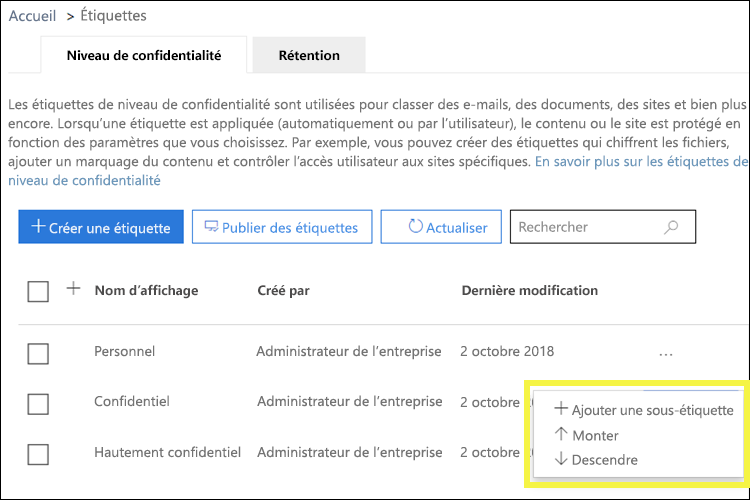 Accueil > Étiquettes
Niveau de confidentialité Rétention
Les étiquettes de niveau de confidentialité sont utilisées pour classer des e-mails, des documents, des sites et bien plus
encore. Lorsqu'une étiquette est appliquée (automatiquement ou par l'utilisateur), le contenu ou le site est protégé en
fonction des paramètres que vous choisissez. Par exemple, vous pouvez créer des étiquettes qui chiffrent les fichiers,
ajouter un marquage du contenu et contrôler l'accès utilisateur aux sites spécifiques. En savoir plus sur les étiquettes de
niveau de confidentialité
+ Créer une étiquette Publier des étiquettes Actualiser Rechercher
+ Nom d'affichage Créé par Dernière modification
Personnel Administrateur de l'entreprise 2 octobre 2018 ...
Confidentiel Administrateur de l'entreprise 2 octobre
+ Ajouter une sous-étiquette
↑ Monter
Hautement confidentiel Administrateur de l'entreprise 2 octobre
↓ Descendre